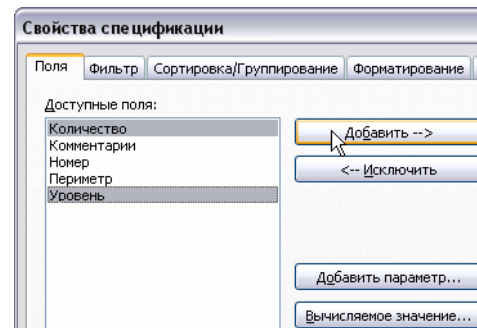 Свойства спецификации
Поля Фильтр Сортировка/Группирование Форматирование
Доступные поля:
Количество
Комментарии
Номер
Периметр
Уровень
Добавить -->
<-- Исключить
Добавить параметр...
Вычисляемое значение...